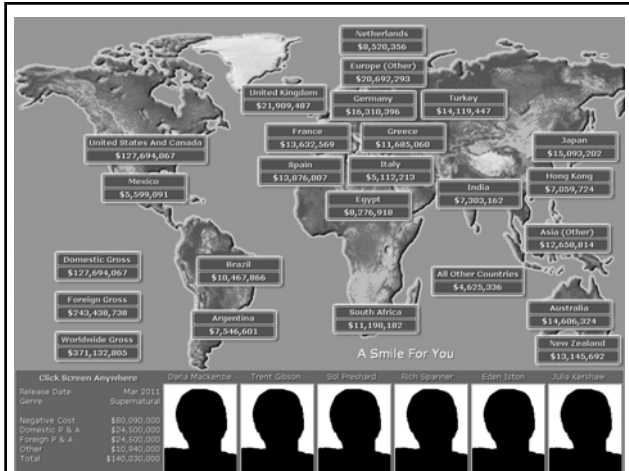 Netherlands
$8,520,356
Europe (Other)
$20,692,293
United Kingdom
$21,909,487
Germany
$16,310,396
Turkey
$14,119,447
France
$13,632,569
Greece
$11,685,060
United States And Canada
$127,694,067
Japan
$15,093,202
Spain
$13,876,007
Italy
$5,112,213
Mexico
$5,599,091
India
$7,303,162
Hong Kong
$7,059,724
Egypt
$8,276,918
Asia (Other)
$12,658,814
Domestic Gross
$127,694,067
Brazil
$10,467,866
All Other Countries
$4,625,336
Foreign Gross
$243,438,738
Argentina
$7,546,601
South Africa
$11,198,182
Australia
$14,606,324
Worldwide Gross
$371,132,805
New Zealand
$13,145,692
A Smile For You
Click Screen Anywhere
Release Date Mar 2011
Genre Supernatural
Negative Cost $80,090,000
Domestic P & A $24,500,000
Foreign P & A $24,500,000
Other $10,940,000
Total $140,030,000
Daria Mackenzie
Trent Gibson
Sol Preshard
Rich Spanner
Eden Iston
Julia Kershaw